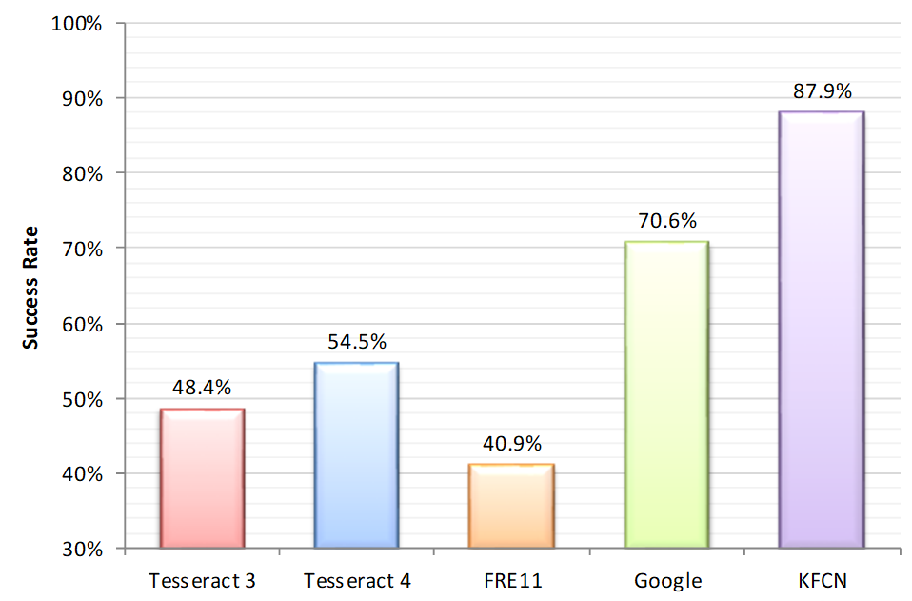 100%
90%
80%
70%
60%
50%
40%
30%
Success Rate
48.4%
54.5%
40.9%
70.6%
87.9%
Tesseract 3
Tesseract 4
FRE11
Google
KFCN